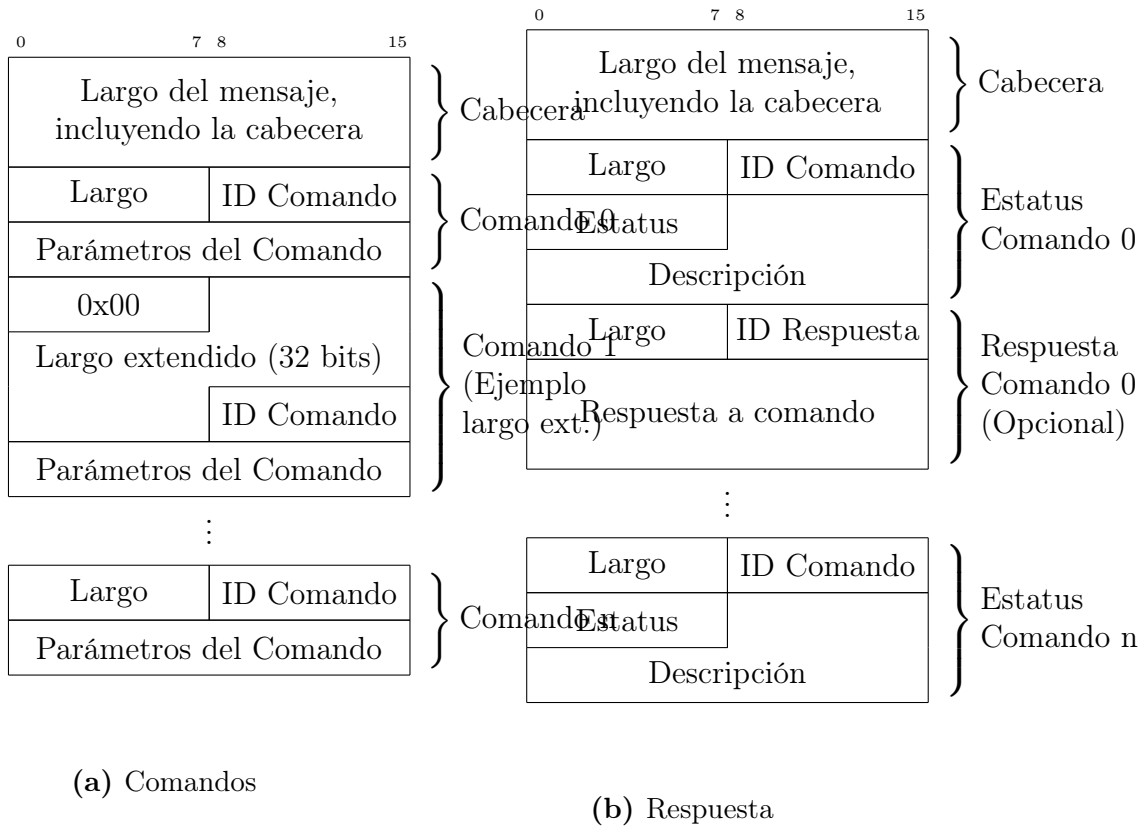 0 7 8 15
Largo del mensaje,
incluyendo la cabecera
Cabecera
Largo ID Comando
Parámetros del Comando
Comando 0
0x00
Largo extendido (32 bits)
ID Comando
Parámetros del Comando
Comando 1
(Ejemplo
largo ext.)
⋮
Largo ID Comando
Parámetros del Comando
Comando n
(a) Comandos
0 7 8 15
Largo del mensaje,
incluyendo la cabecera
Cabecera
Largo ID Comando
Estatus
Descripción
Estatus
Comando 0
Largo ID Respuesta
Respuesta a comando
Respuesta
Comando 0
(Opcional)
⋮
Largo ID Comando
Estatus
Descripción
Estatus
Comando n
(b) Respuesta